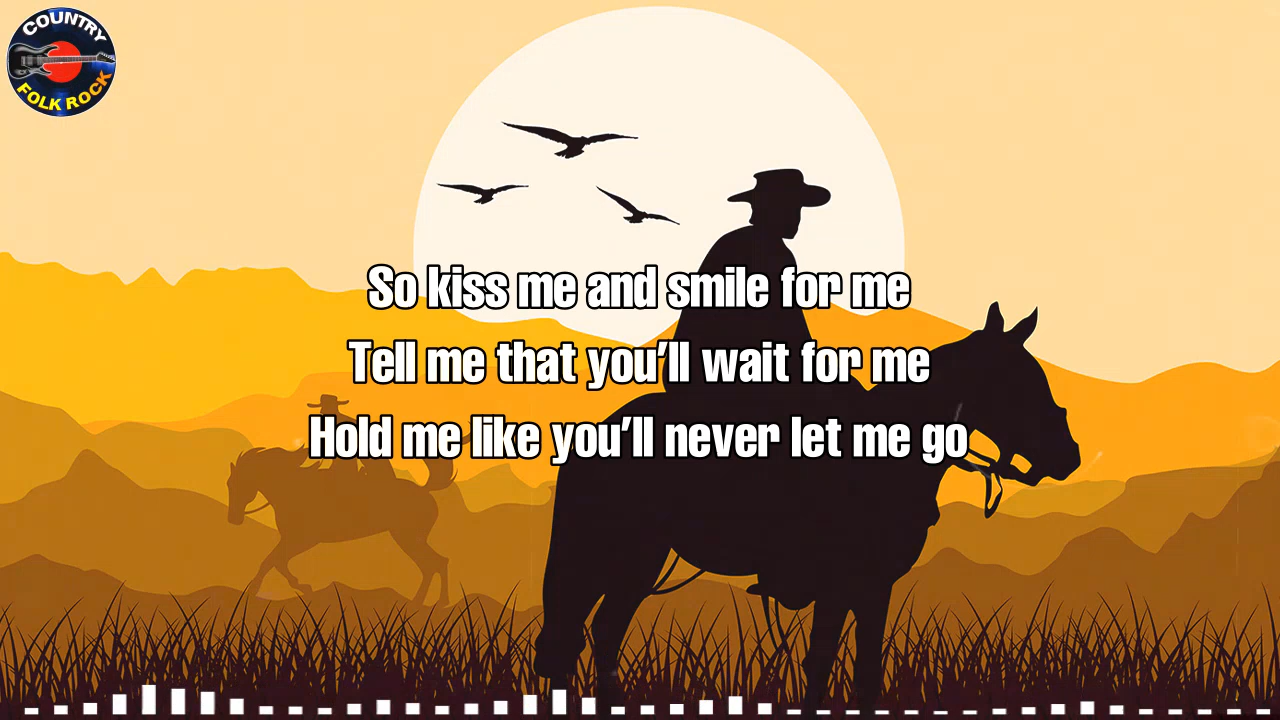 COUNTRY
FOLK ROCK
So kiss me and smile for me
Tell me that you'll wait for me
Hold me like you'll never let me go